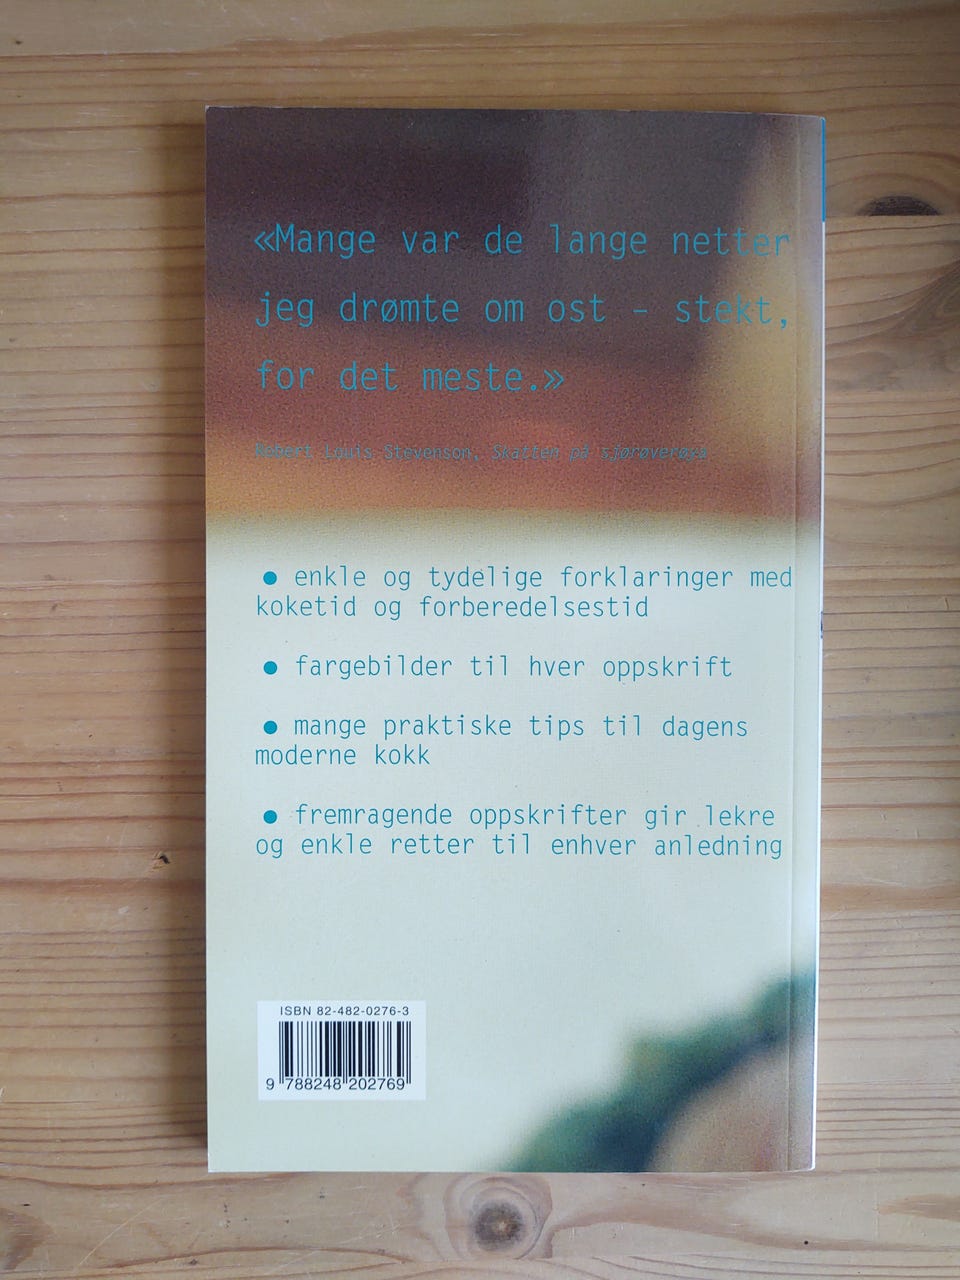 «Mange var de lange netter
jeg drømte om ost – stekt,
for det meste.»
Robert Louis Stevenson, Skatten på sjørøverøya
● enkle og tydelige forklaringer med
koketid og forberedelsestid
● fargebilder til hver oppskrift
● mange praktiske tips til dagens
moderne kokk
● fremragende oppskrifter gir lekre
og enkle retter til enhver anledning
ISBN 82-482-0276-3
9 788248 202769